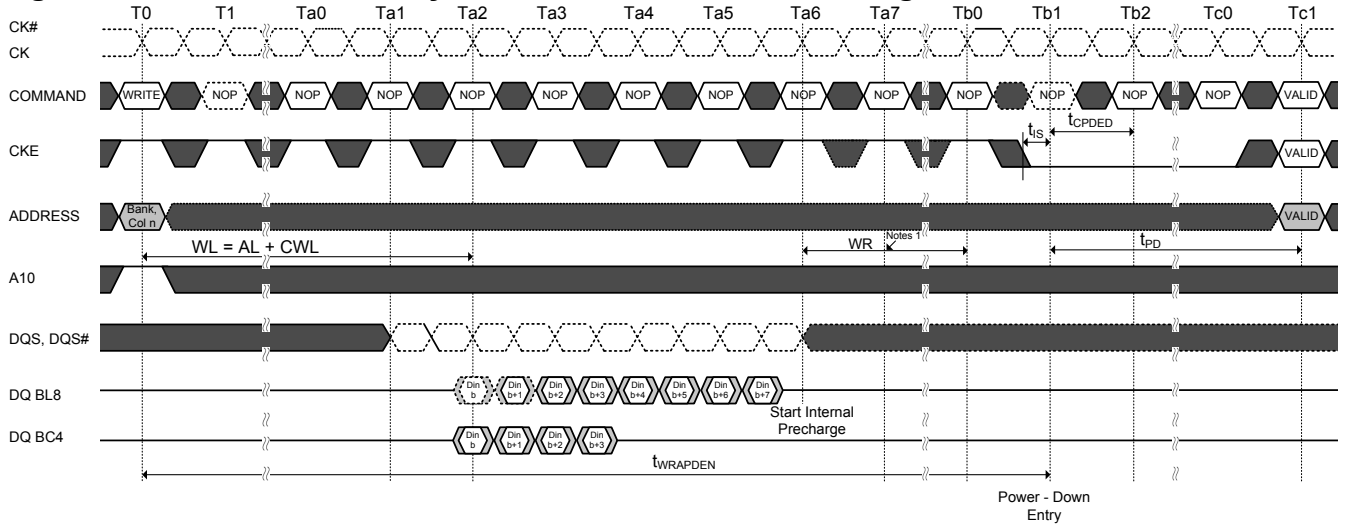 T0 T1 Ta0 Ta1 Ta2 Ta3 Ta4 Ta5 Ta6 Ta7 Tb0 Tb1 Tb2 Tc0 Tc1
CK#
CK
COMMAND WRITE NOP NOP NOP NOP NOP NOP NOP NOP NOP NOP NOP NOP NOP VALID
tIS tCPDED
CKE VALID
ADDRESS Bank, Col n VALID
WL = AL + CWL WR Notes 1 tPD
A10
DQS, DQS#
DQ BL8 Din b Din b+1 Din b+2 Din b+3 Din b+4 Din b+5 Din b+6 Din b+7
Start Internal
Precharge
DQ BC4 Din b Din b+1 Din b+2 Din b+3
tWRAPDEN
Power - Down
Entry